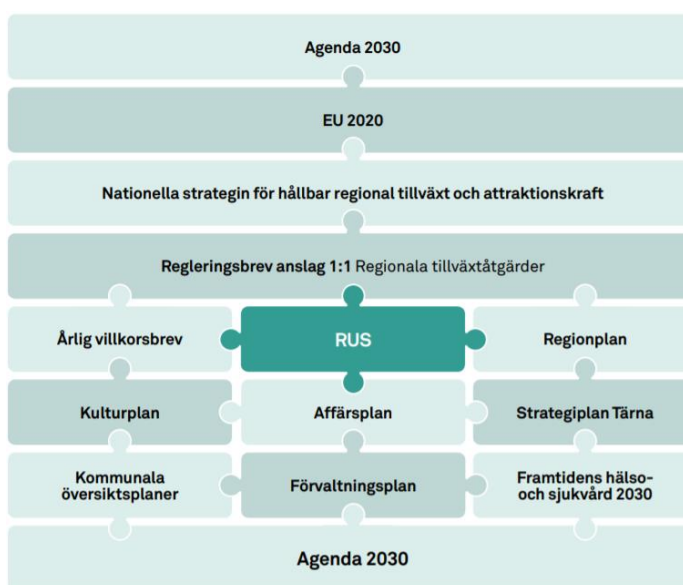 Agenda 2030
EU 2020
Nationella strategin för hållbar regional tillväxt och attraktionskraft
Regleringsbrev anslag 1:1 Regionala tillväxtåtgärder
Årlig villkorsbrev
RUS
Regionplan
Kulturplan
Affärsplan
Strategiplan Tärna
Kommunala
översiktsplaner
Förvaltningsplan
Framtidens hälso-
och sjukvård 2030
Agenda 2030